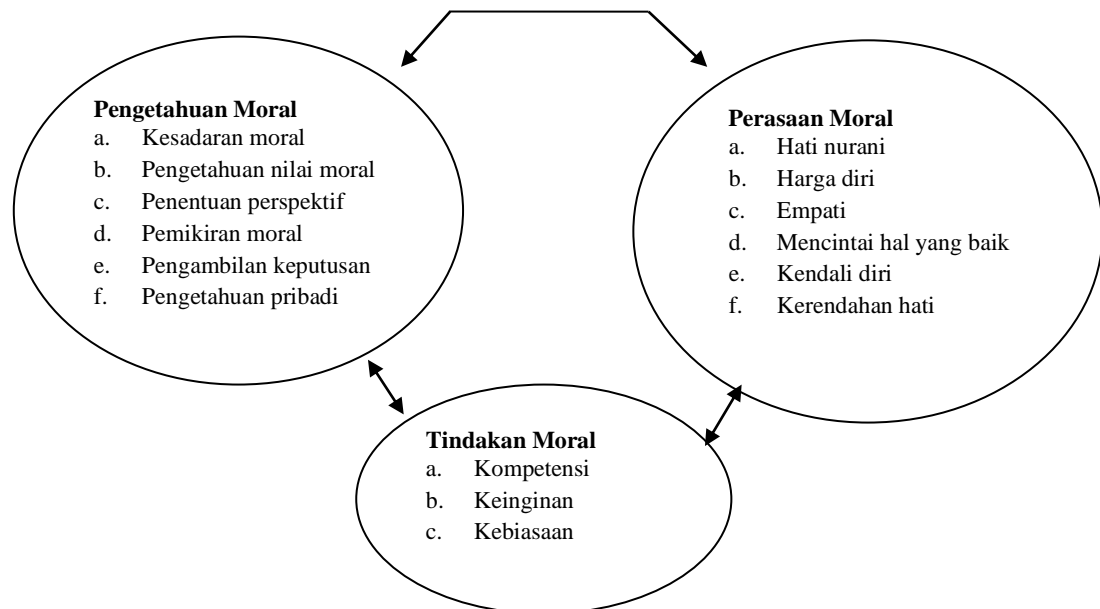 Pengetahuan Moral
a. Kesadaran moral
b. Pengetahuan nilai moral
c. Penentuan perspektif
d. Pemikiran moral
e. Pengambilan keputusan
f. Pengetahuan pribadi
Perasaan Moral
a. Hati nurani
b. Harga diri
c. Empati
d. Mencintai hal yang baik
e. Kendali diri
f. Kerendahan hati
Tindakan Moral
a. Kompetensi
b. Keinginan
c. Kebiasaan